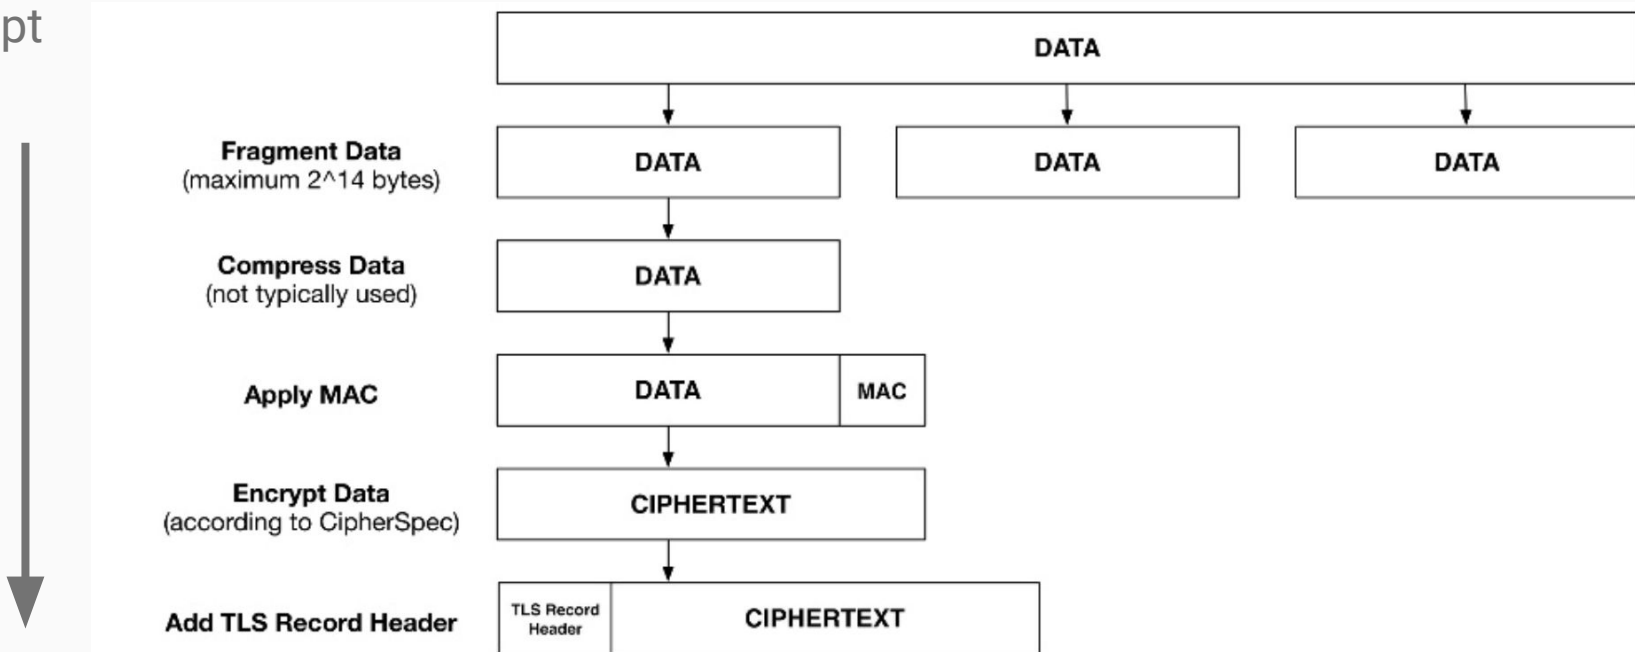 pt
DATA
Fragment Data
(maximum 2^14 bytes)
DATA
DATA
DATA
Compress Data
(not typically used)
DATA
Apply MAC
DATA
MAC
Encrypt Data
(according to CipherSpec)
CIPHERTEXT
Add TLS Record Header
TLS Record
Header
CIPHERTEXT